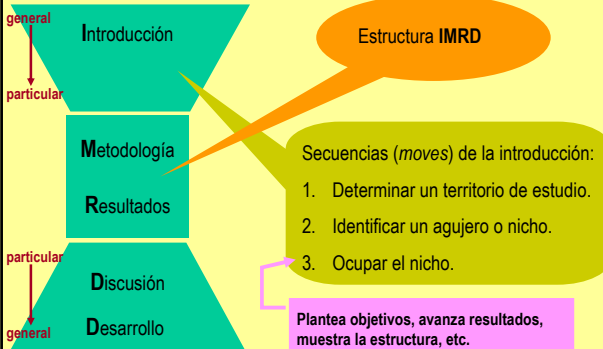 general
Introducción
particular
Estructura IMRD
Metodología
Resultados
Secuencias (moves) de la introducción:
1. Determinar un territorio de estudio.
2. Identificar un agujero o nicho.
3. Ocupar el nicho.
particular
Discusión
Desarrollo
general
Plantea objetivos, avanza resultados,
muestra la estructura, etc.